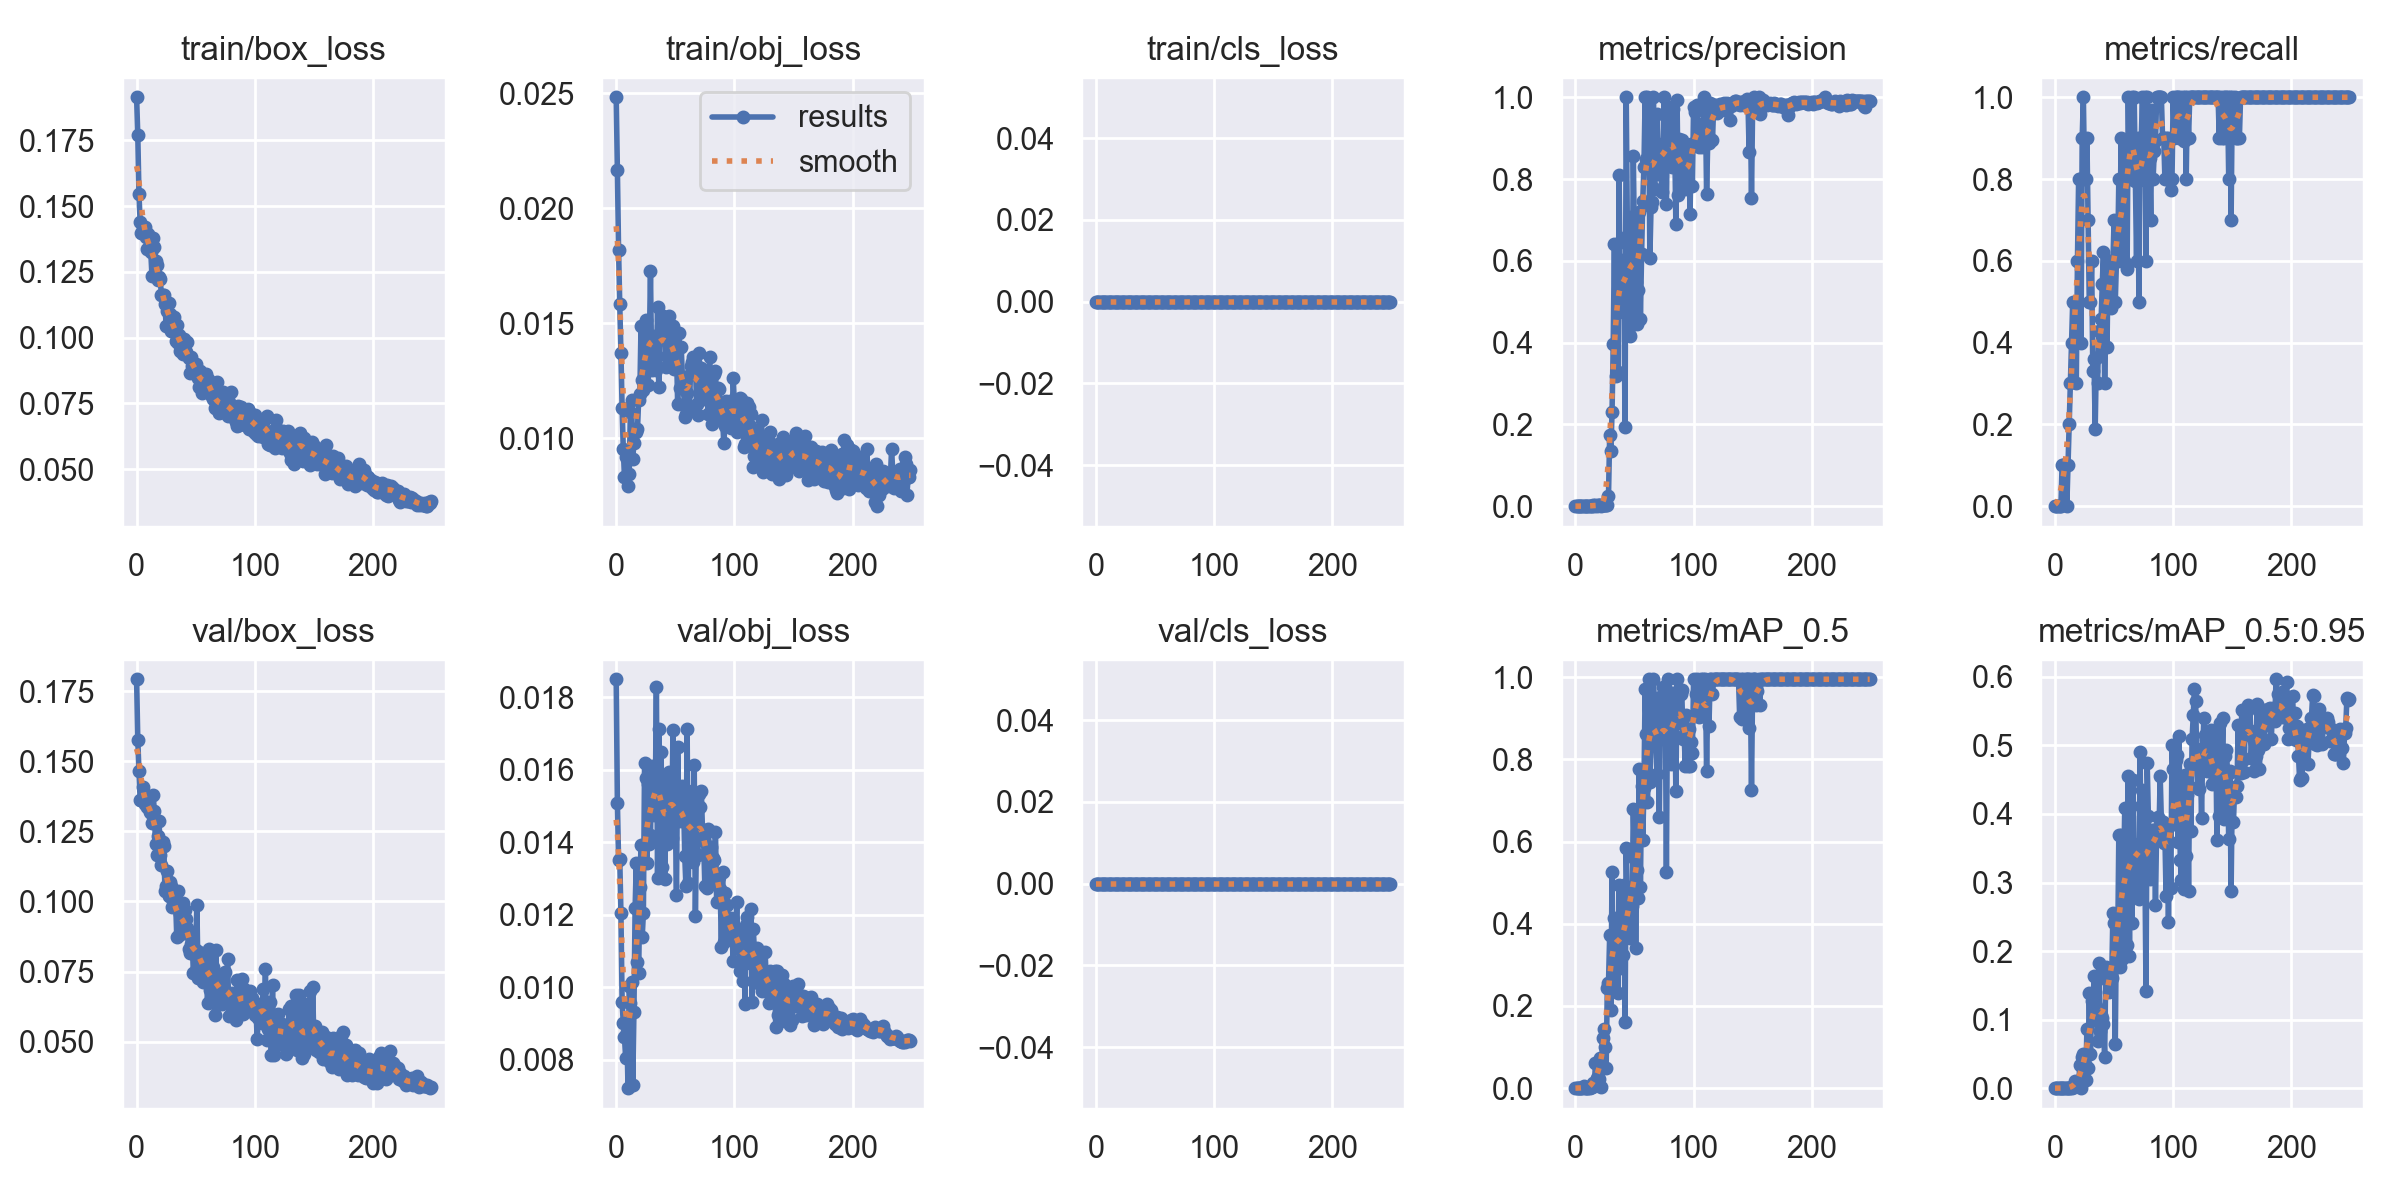 train/box_loss
train/obj_loss
train/cls_loss
metrics/precision
metrics/recall
0.175
0.150
0.125
0.100
0.075
0.050
0 100 200
0.025
0.020
0.015
0.010
results
smooth
0 100 200
0.04
0.02
0.00
−0.02
−0.04
0 100 200
1.0
0.8
0.6
0.4
0.2
0.0
0 100 200
1.0
0.8
0.6
0.4
0.2
0.0
0 100 200
val/box_loss
val/obj_loss
val/cls_loss
metrics/mAP_0.5
metrics/mAP_0.5:0.95
0.175
0.150
0.125
0.100
0.075
0.050
0 100 200
0.018
0.016
0.014
0.012
0.010
0.008
0 100 200
0.04
0.02
0.00
−0.02
−0.04
0 100 200
1.0
0.8
0.6
0.4
0.2
0.0
0 100 200
0.6
0.5
0.4
0.3
0.2
0.1
0.0
0 100 200